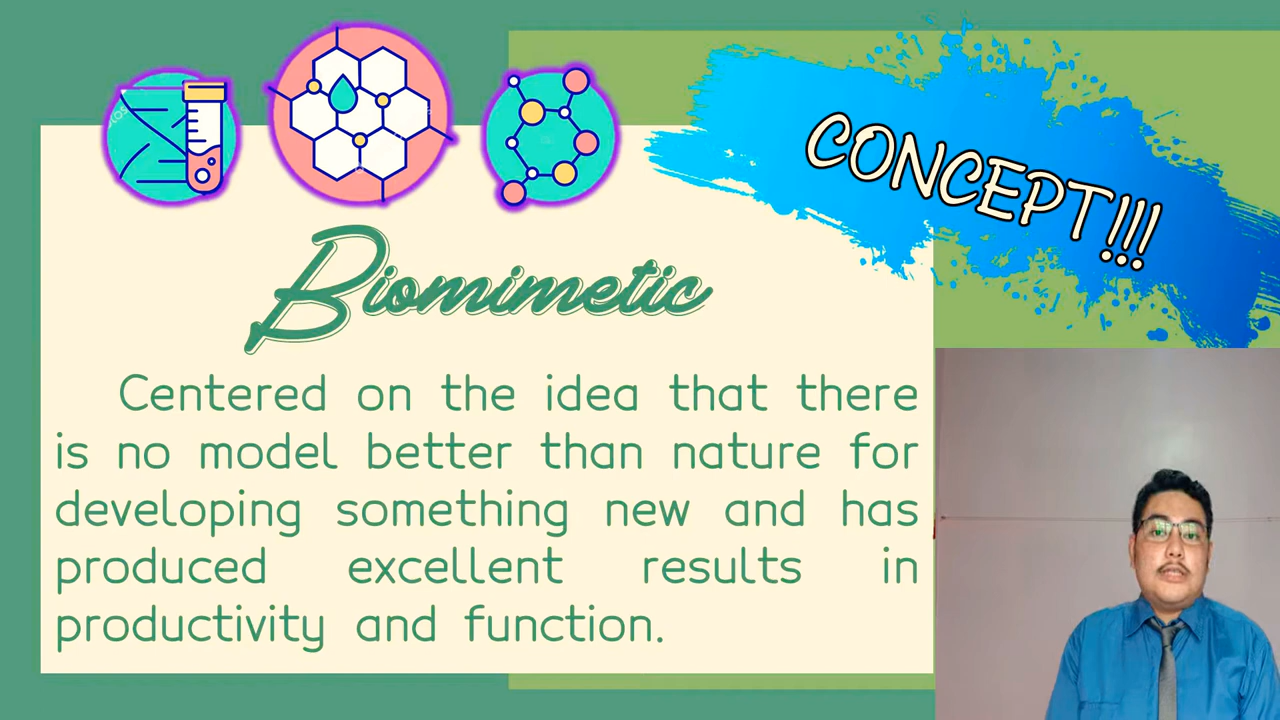 CONCEPT!!!
Biomimetic
Centered on the idea that there
is no model better than nature for
developing something new and has
produced excellent results in
productivity and function.